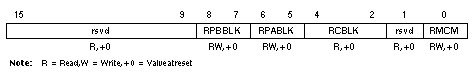 15 9 8 7 6 5 4 2 1 0
rsvd RPBBLK RPABLK RCBLK rsvd RMCM
R,+0 RW,+0 RW,+0 R,+0 R,+0 RW,+0
Note: R = Read,W = Write,+0 = Valueatreset